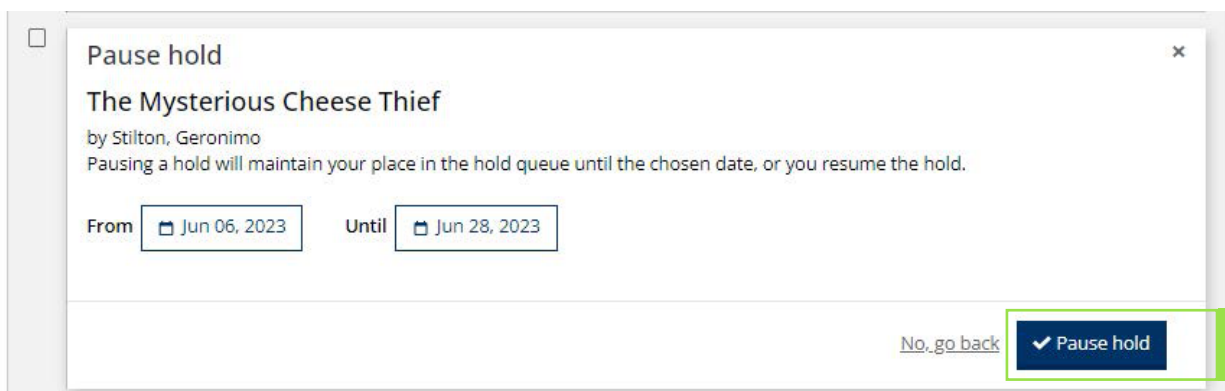 Pause hold
×
The Mysterious Cheese Thief
by Stilton, Geronimo
Pausing a hold will maintain your place in the hold queue until the chosen date, or you resume the hold.
From Jun 06, 2023 Until Jun 28, 2023
No, go back ✔ Pause hold